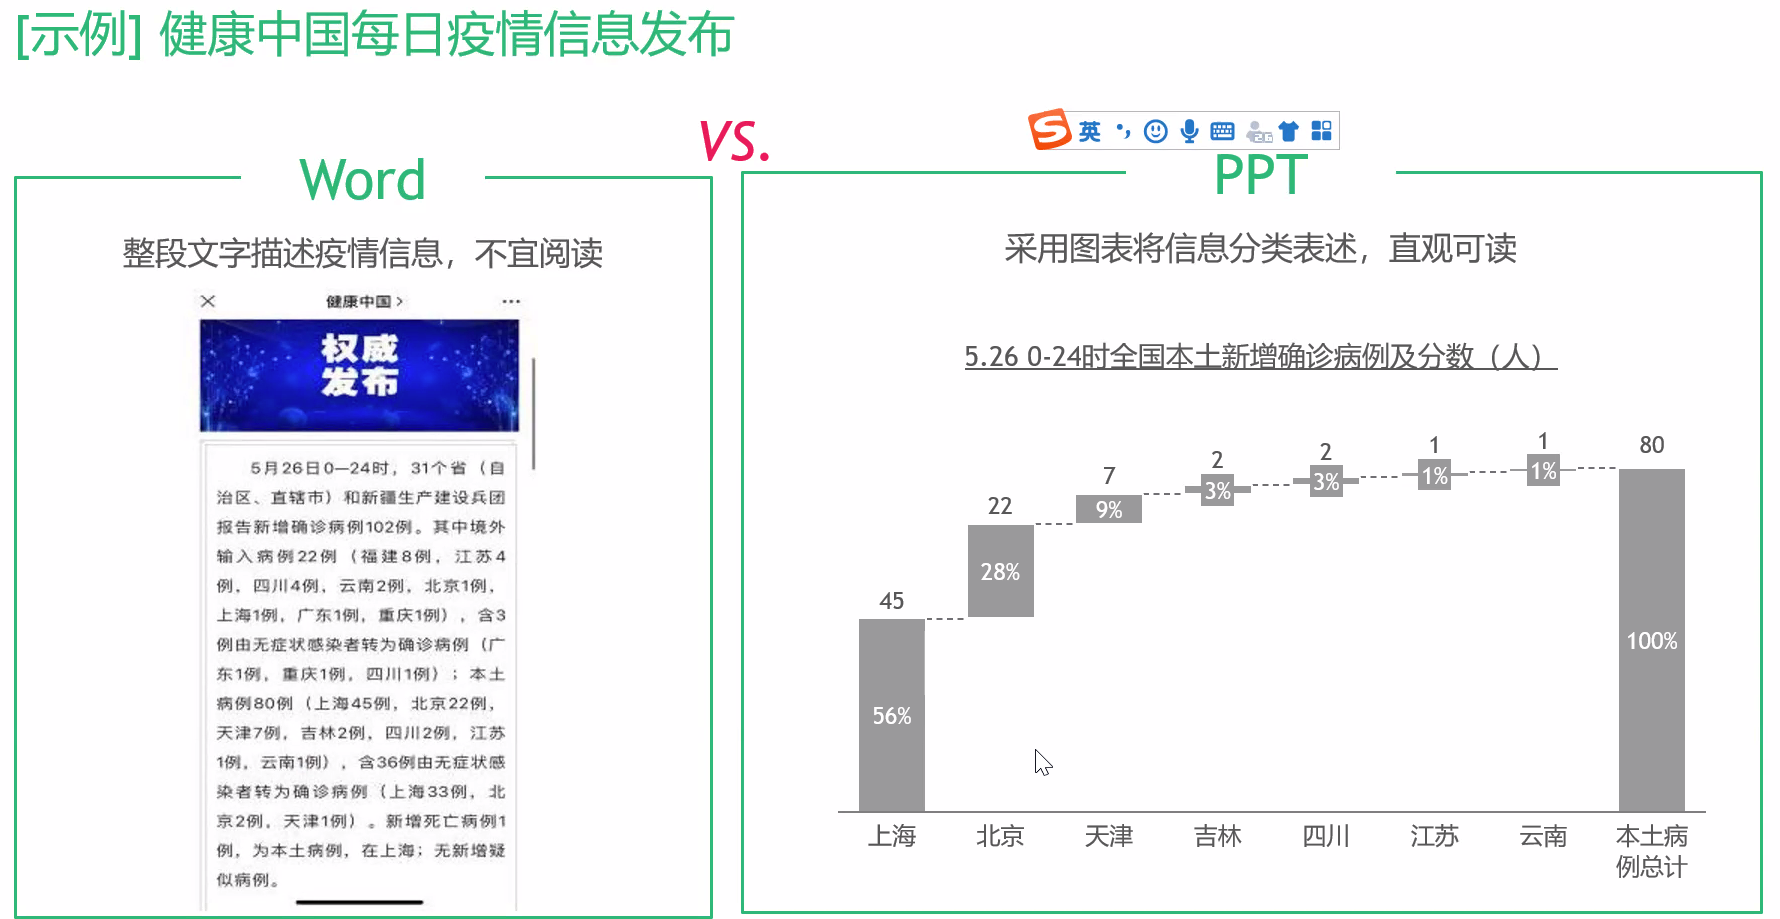 [示例] 健康中国每日疫情信息发布
VS.
Word
整段文字描述疫情信息，不宜阅读
健康中国 >
权威
发布
5月26日0—24时，31个省（自
治区、直辖市）和新疆生产建设兵团
报告新增确诊病例102例。其中境外
输入病例22例（福建8例，江苏4
例，四川4例，云南2例，北京1例，
上海1例，广东1例，重庆1例），含3
例由无症状感染者转为确诊病例（广
东1例，重庆1例，四川1例）；本土
病例80例（上海45例，北京22例，
天津7例，吉林2例，四川2例，江苏
1例，云南1例），含36例由无症状感
染者转为确诊病例（上海33例，北
京2例，天津1例）。新增死亡病例1
例，为本土病例，在上海；无新增疑
似病例。
英
PPT
采用图表将信息分类表述，直观可读
5.26 0-24时全国本土新增确诊病例及分数（人）
45 22 7 2 2 1 1 80
56% 28% 9% 3% 3% 1% 1% 100%
上海 北京 天津 吉林 四川 江苏 云南 本土病
例总计